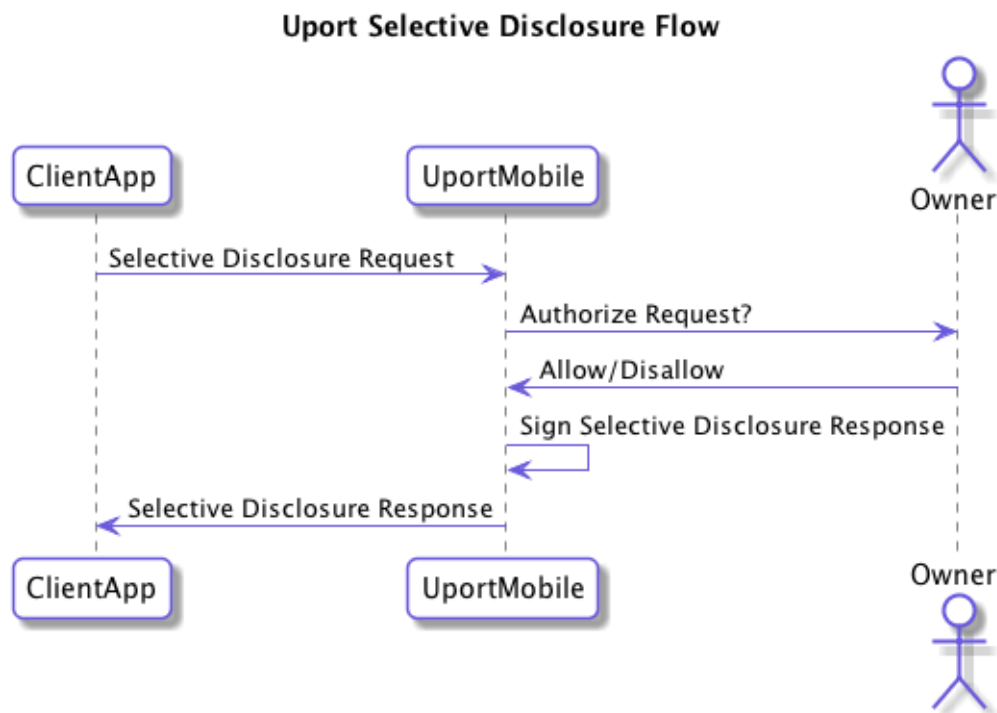 Uport Selective Disclosure Flow
Owner
ClientApp
UportMobile
Selective Disclosure Request
Authorize Request?
Allow/Disallow
Sign Selective Disclosure Response
Selective Disclosure Response
ClientApp
UportMobile
Owner